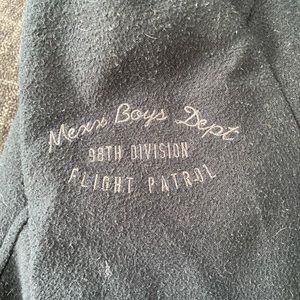 Mexx Boys Dept
98TH DIVISION
FLIGHT PATROL